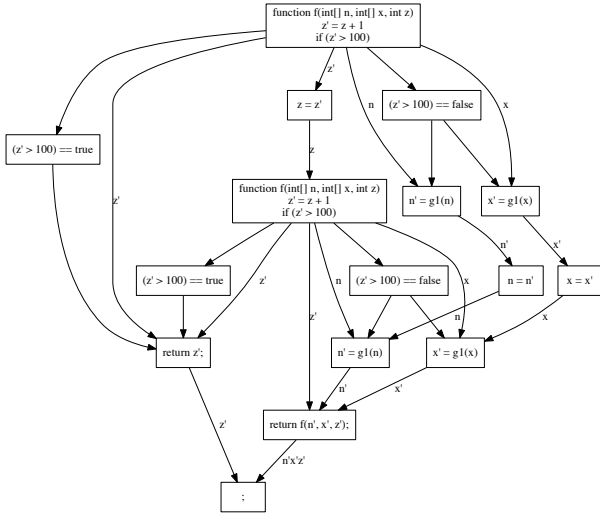 function f(int[] n, int[] x, int z)
z' = z + 1
if (z' > 100)
z'
z = z'
n
(z' > 100) == false
x
(z' > 100) == true
z
z'
function f(int[] n, int[] x, int z)
z' = z + 1
if (z' > 100)
n' = g1(n)
x' = g1(x)
n'
x'
(z' > 100) == true
z'
n
(z' > 100) == false
x
n = n'
x = x'
z'
n
x
return z';
n' = g1(n)
x' = g1(x)
n'
x'
z'
return f(n', x', z');
n'x'z'
;